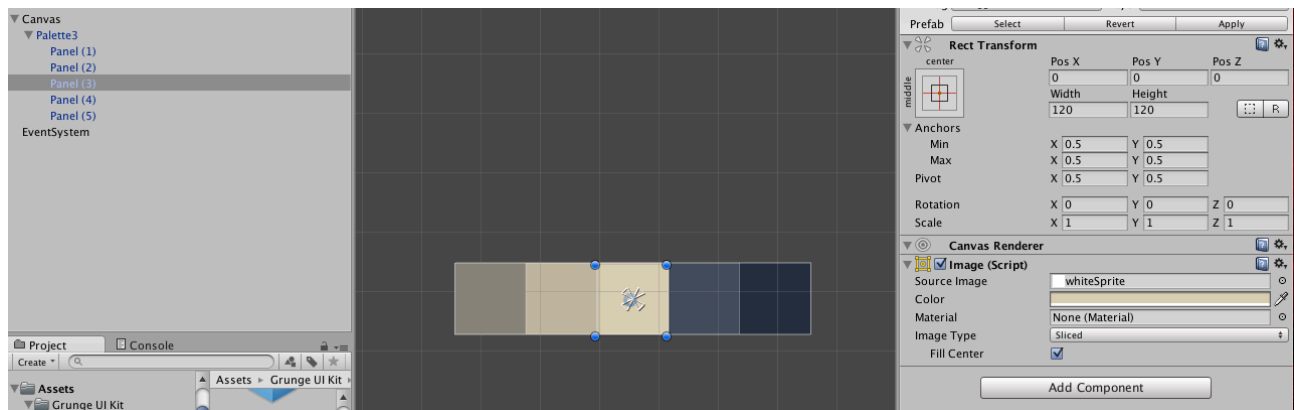 Canvas
Palette3
Panel (1)
Panel (2)
Panel (3)
Panel (4)
Panel (5)
EventSystem
Project
Console
Create
Assets
Grunge UI Kit
Assets ▸ Grunge UI Kit
Prefab Select Revert Apply
Rect Transform
center Pos X Pos Y Pos Z
0 0 0
middle
Width Height
120 120 R
Anchors
Min X 0.5 Y 0.5
Max X 0.5 Y 0.5
Pivot X 0.5 Y 0.5
Rotation X 0 Y 0 Z 0
Scale X 1 Y 1 Z 1
Canvas Renderer
Image (Script)
Source Image whiteSprite
Color
Material None (Material)
Image Type Sliced
Fill Center
Add Component